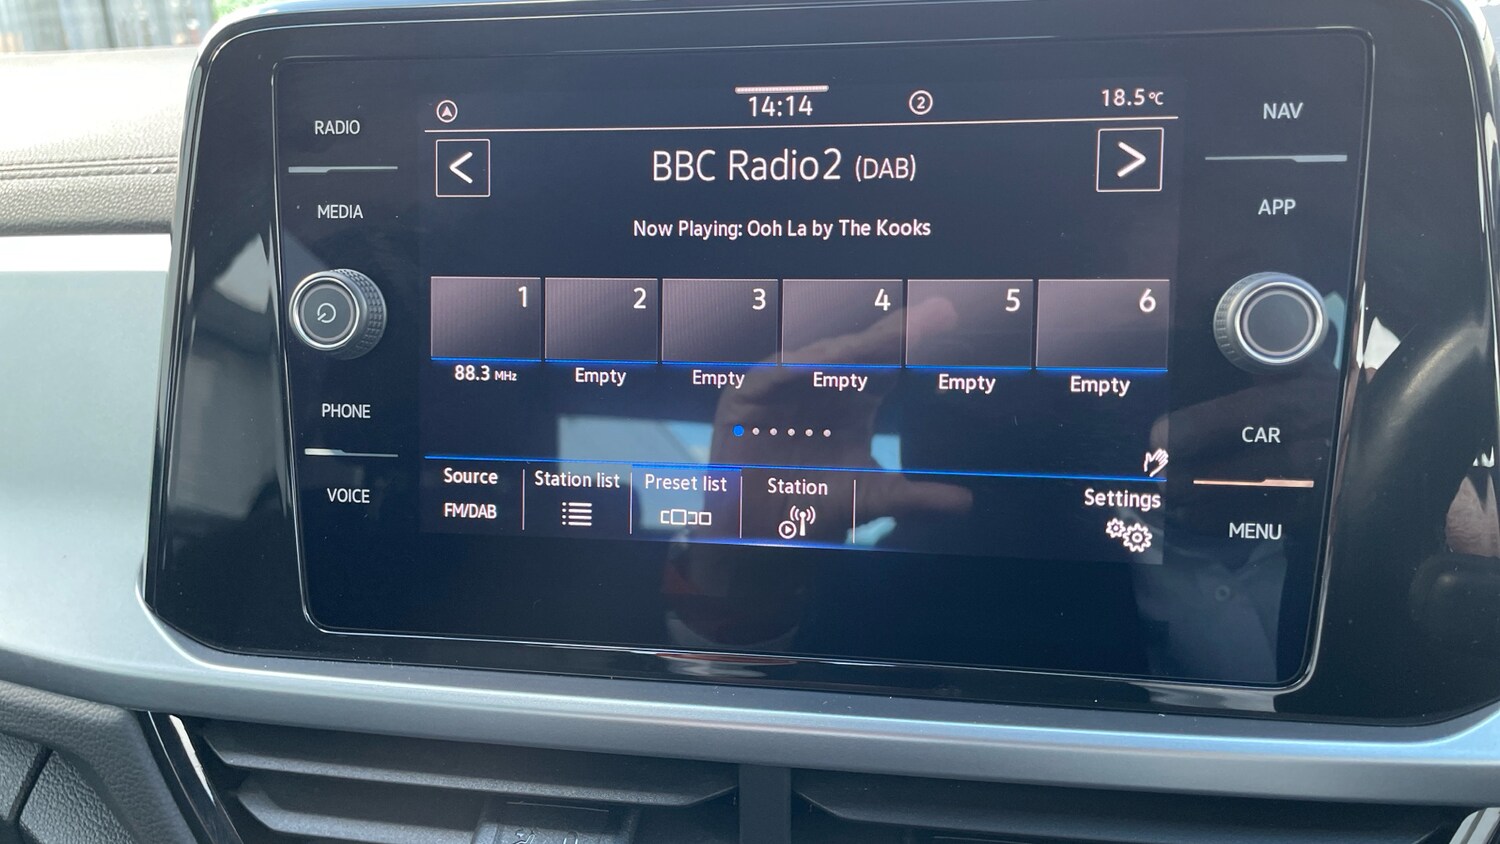 RADIO
MEDIA
PHONE
VOICE
14:14
2
18.5°C
BBC Radio2 (DAB)
Now Playing: Ooh La by The Kooks
1 2 3 4 5 6
88.3 MHz Empty Empty Empty Empty Empty
Source Station list Preset list Station Settings
FM/DAB
NAV
APP
CAR
MENU